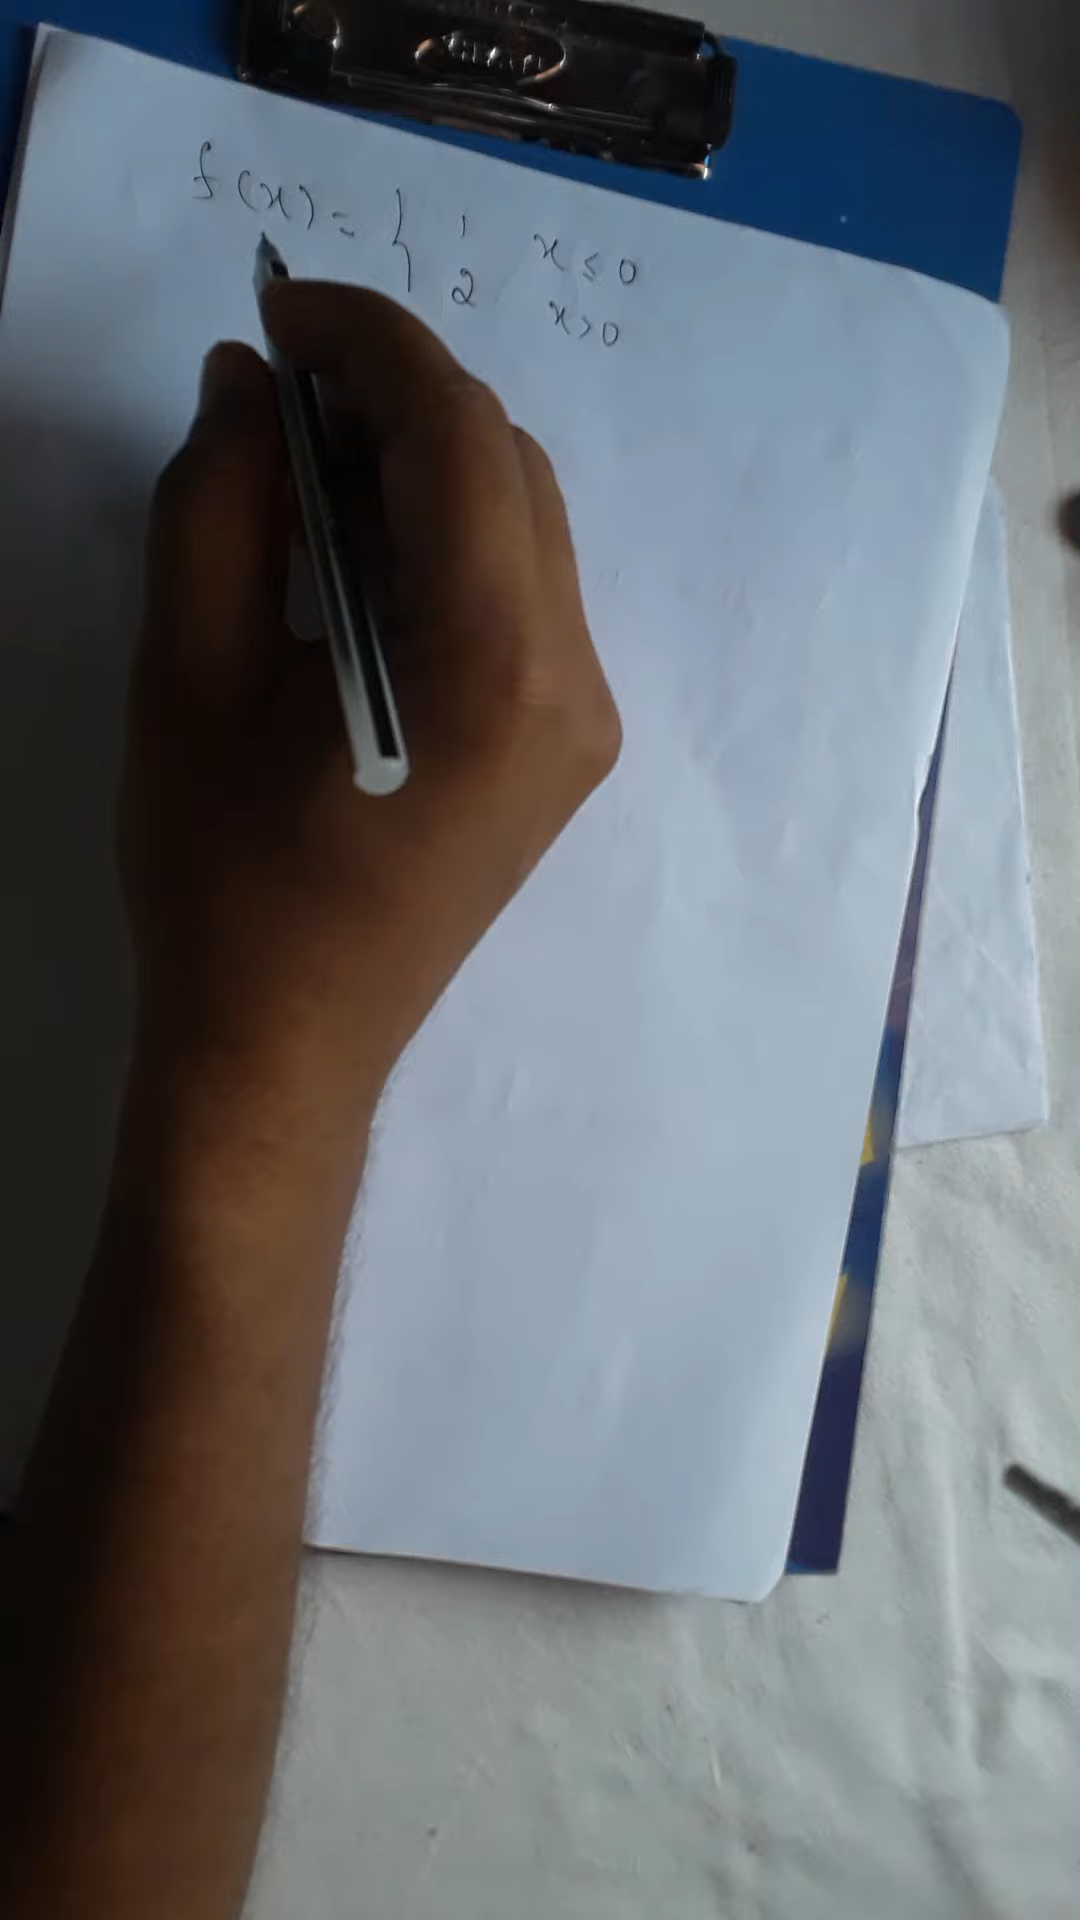 f(x) = { 1 x ≤ 0
2 x > 0